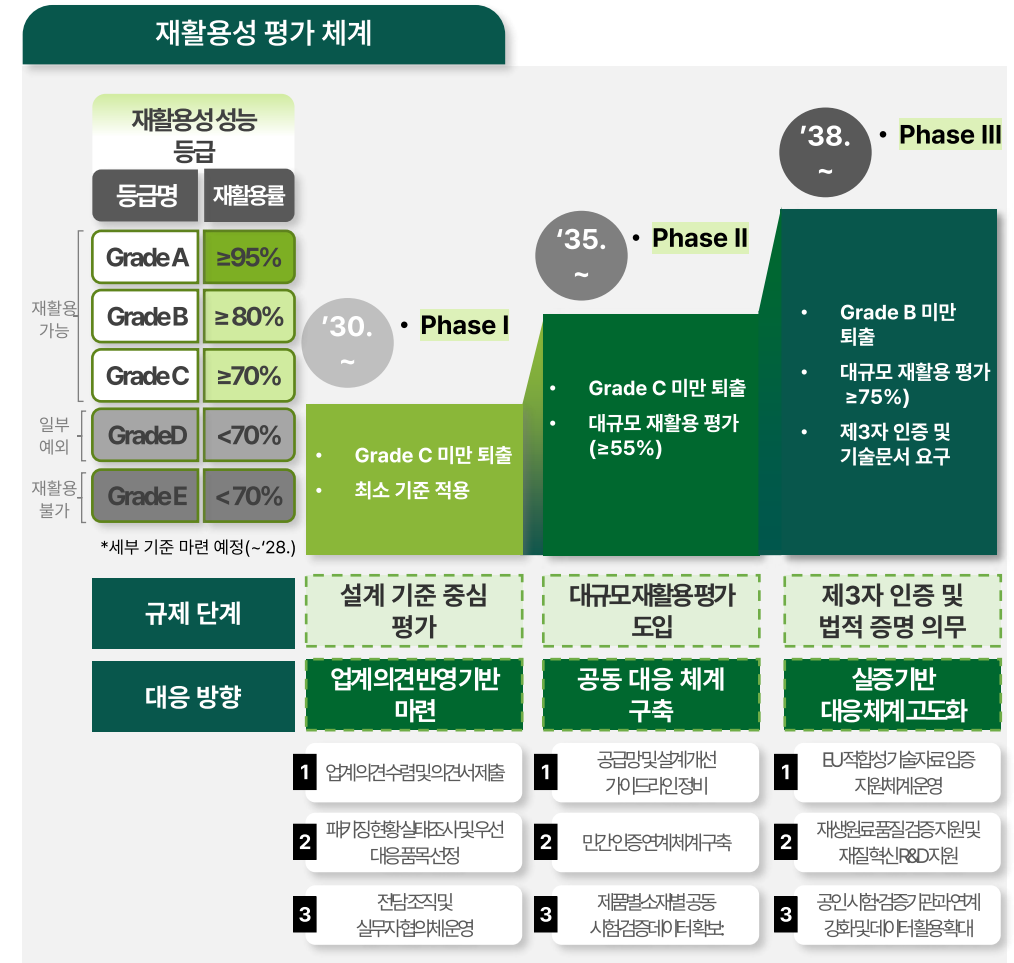 재활용성 평가 체계
재활용성 성능
등급
등급명
재활용률
Grade A
≥95%
Grade B
≥ 80%
Grade C
≥70%
Grade D
<70%
Grade E
< 70%
재활용
가능
일부
예외
재활용
불가
*세부 기준 마련 예정(~‘28.)
’30.
~
• Phase I
• Grade C 미만 퇴출
• 최소 기준 적용
’35.
~
• Phase II
• Grade C 미만 퇴출
• 대규모 재활용 평가
(≥55%)
’38.
~
• Phase III
• Grade B 미만
퇴출
• 대규모 재활용 평가
≥75%)
• 제3자 인증 및
기술문서 요구
규제 단계
설계 기준 중심
평가
대규모 재활용 평가
도입
제3자 인증 및
법적 증명 의무
대응 방향
업계 의견 반영 기반
마련
공동 대응 체계
구축
실증 기반
대응 체계 고도화
1
업계 의견 수렴 및 의견서 제출
2
패키징 현황 실태조사 및 우선
대응 품목 선정
3
전담 조직 및
실무자 협의체 운영
1
공급망 및 설계 개선
가이드라인 정비
2
민간 인증 연계 체계 구축
3
제품별·소재별 공동
시험·검증 데이터 확보
1
EU 적합성 기술자료 입증
지원체계 운영
2
재생원료 품질 검증 지원 및
재질 혁신 R&D 지원
3
공인 시험·검증기관과 연계
강화 및 데이터 활용 확대